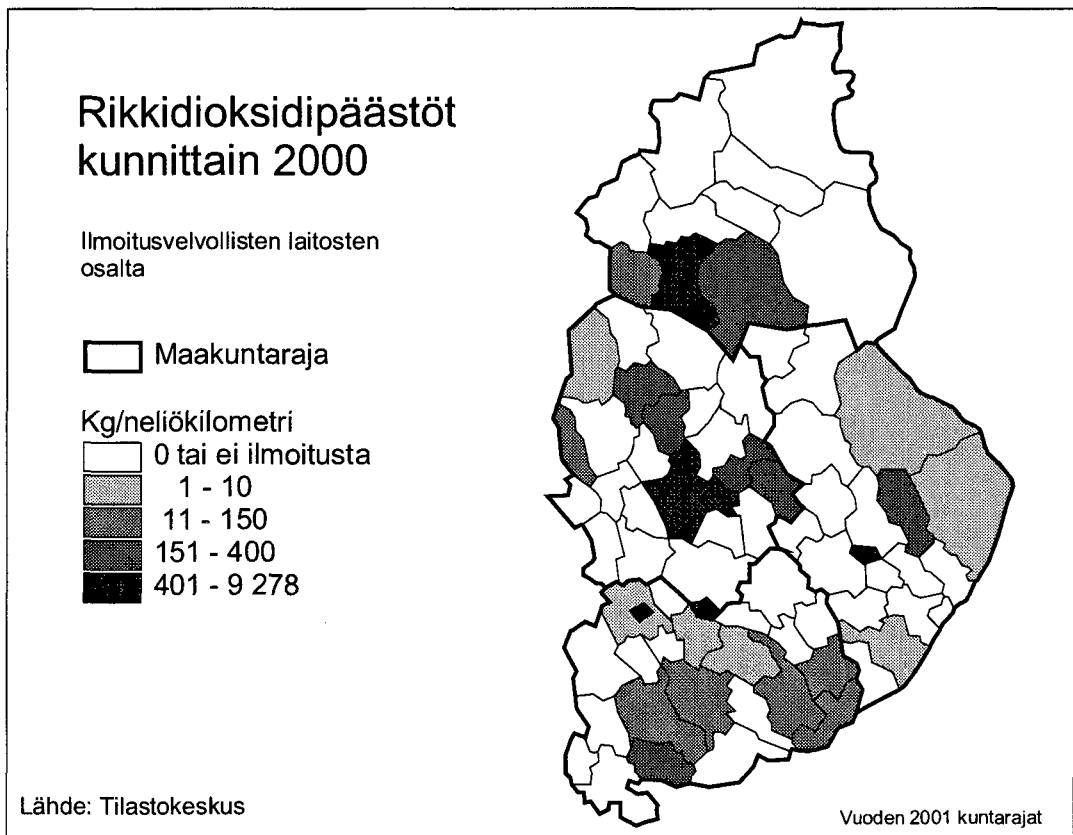 Rikkidioksidipäästöt
kunnittain 2000
Ilmoitusvelvollisten laitosten
osalta
Maakuntaraja
Kg/neliökilometri
0 tai ei ilmoitusta
1 - 10
11 - 150
151 - 400
401 - 9 278
Lähde: Tilastokeskus
Vuoden 2001 kuntarajat